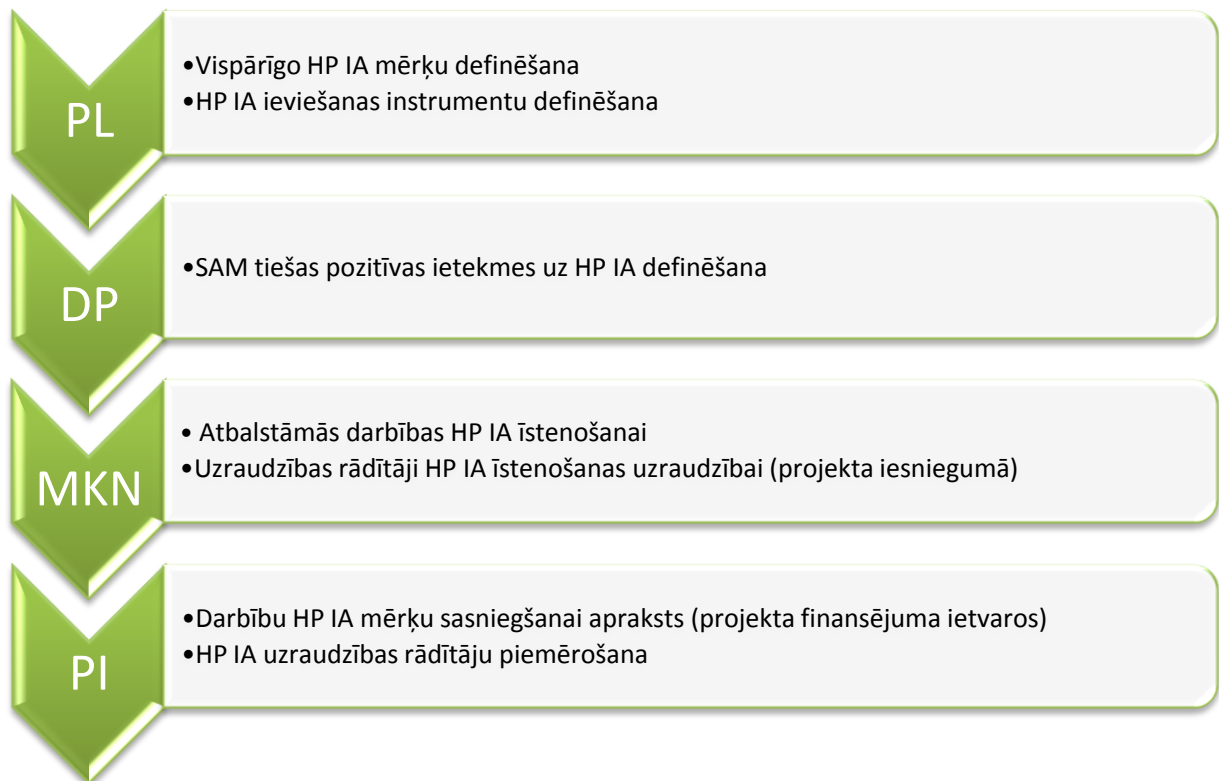 PL
•Vispārīgo HP IA mērķu definēšana
•HP IA ieviešanas instrumentu definēšana
DP
•SAM tiešas pozitīvas ietekmes uz HP IA definēšana
MKN
• Atbalstāmās darbības HP IA īstenošanai
•Uzraudzības rādītāji HP IA īstenošanas uzraudzībai (projekta iesniegumā)
PI
•Darbību HP IA mērķu sasniegšanai apraksts (projekta finansējuma ietvaros)
•HP IA uzraudzības rādītāju piemērošana